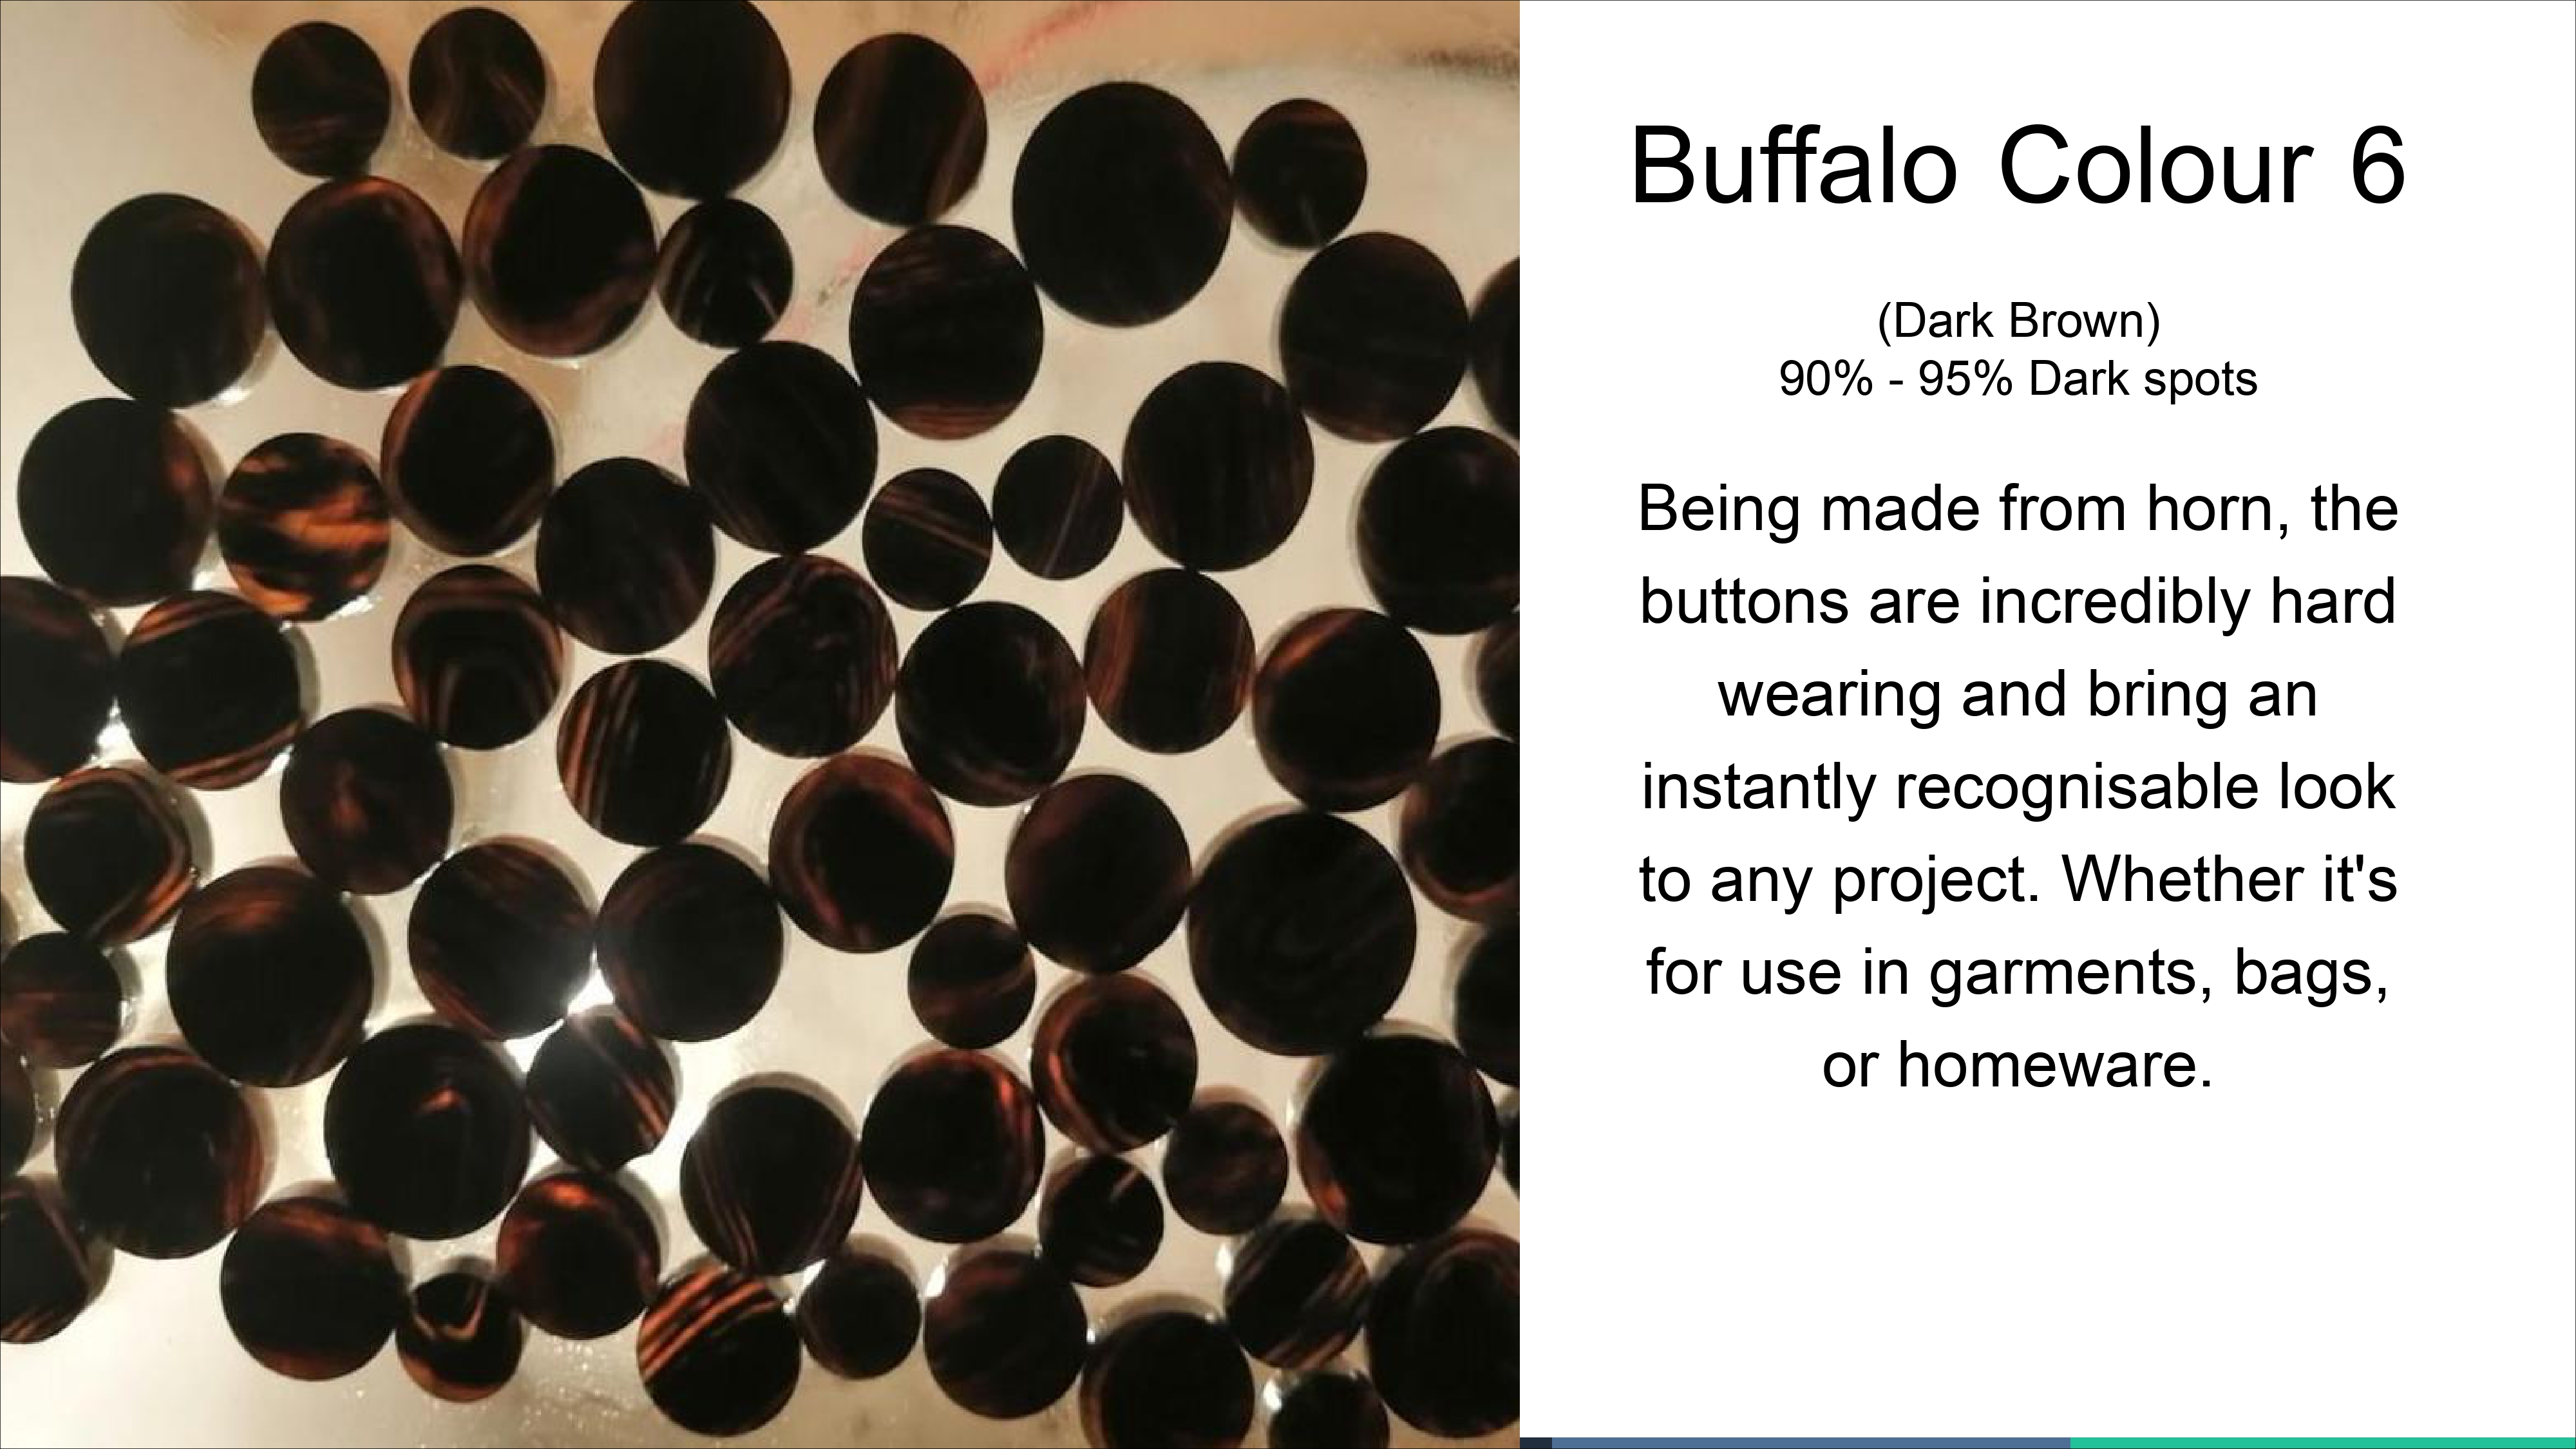 Buffalo Colour 6
(Dark Brown)
90% - 95% Dark spots
Being made from horn, the
buttons are incredibly hard
wearing and bring an
instantly recognisable look
to any project. Whether it's
for use in garments, bags,
or homeware.